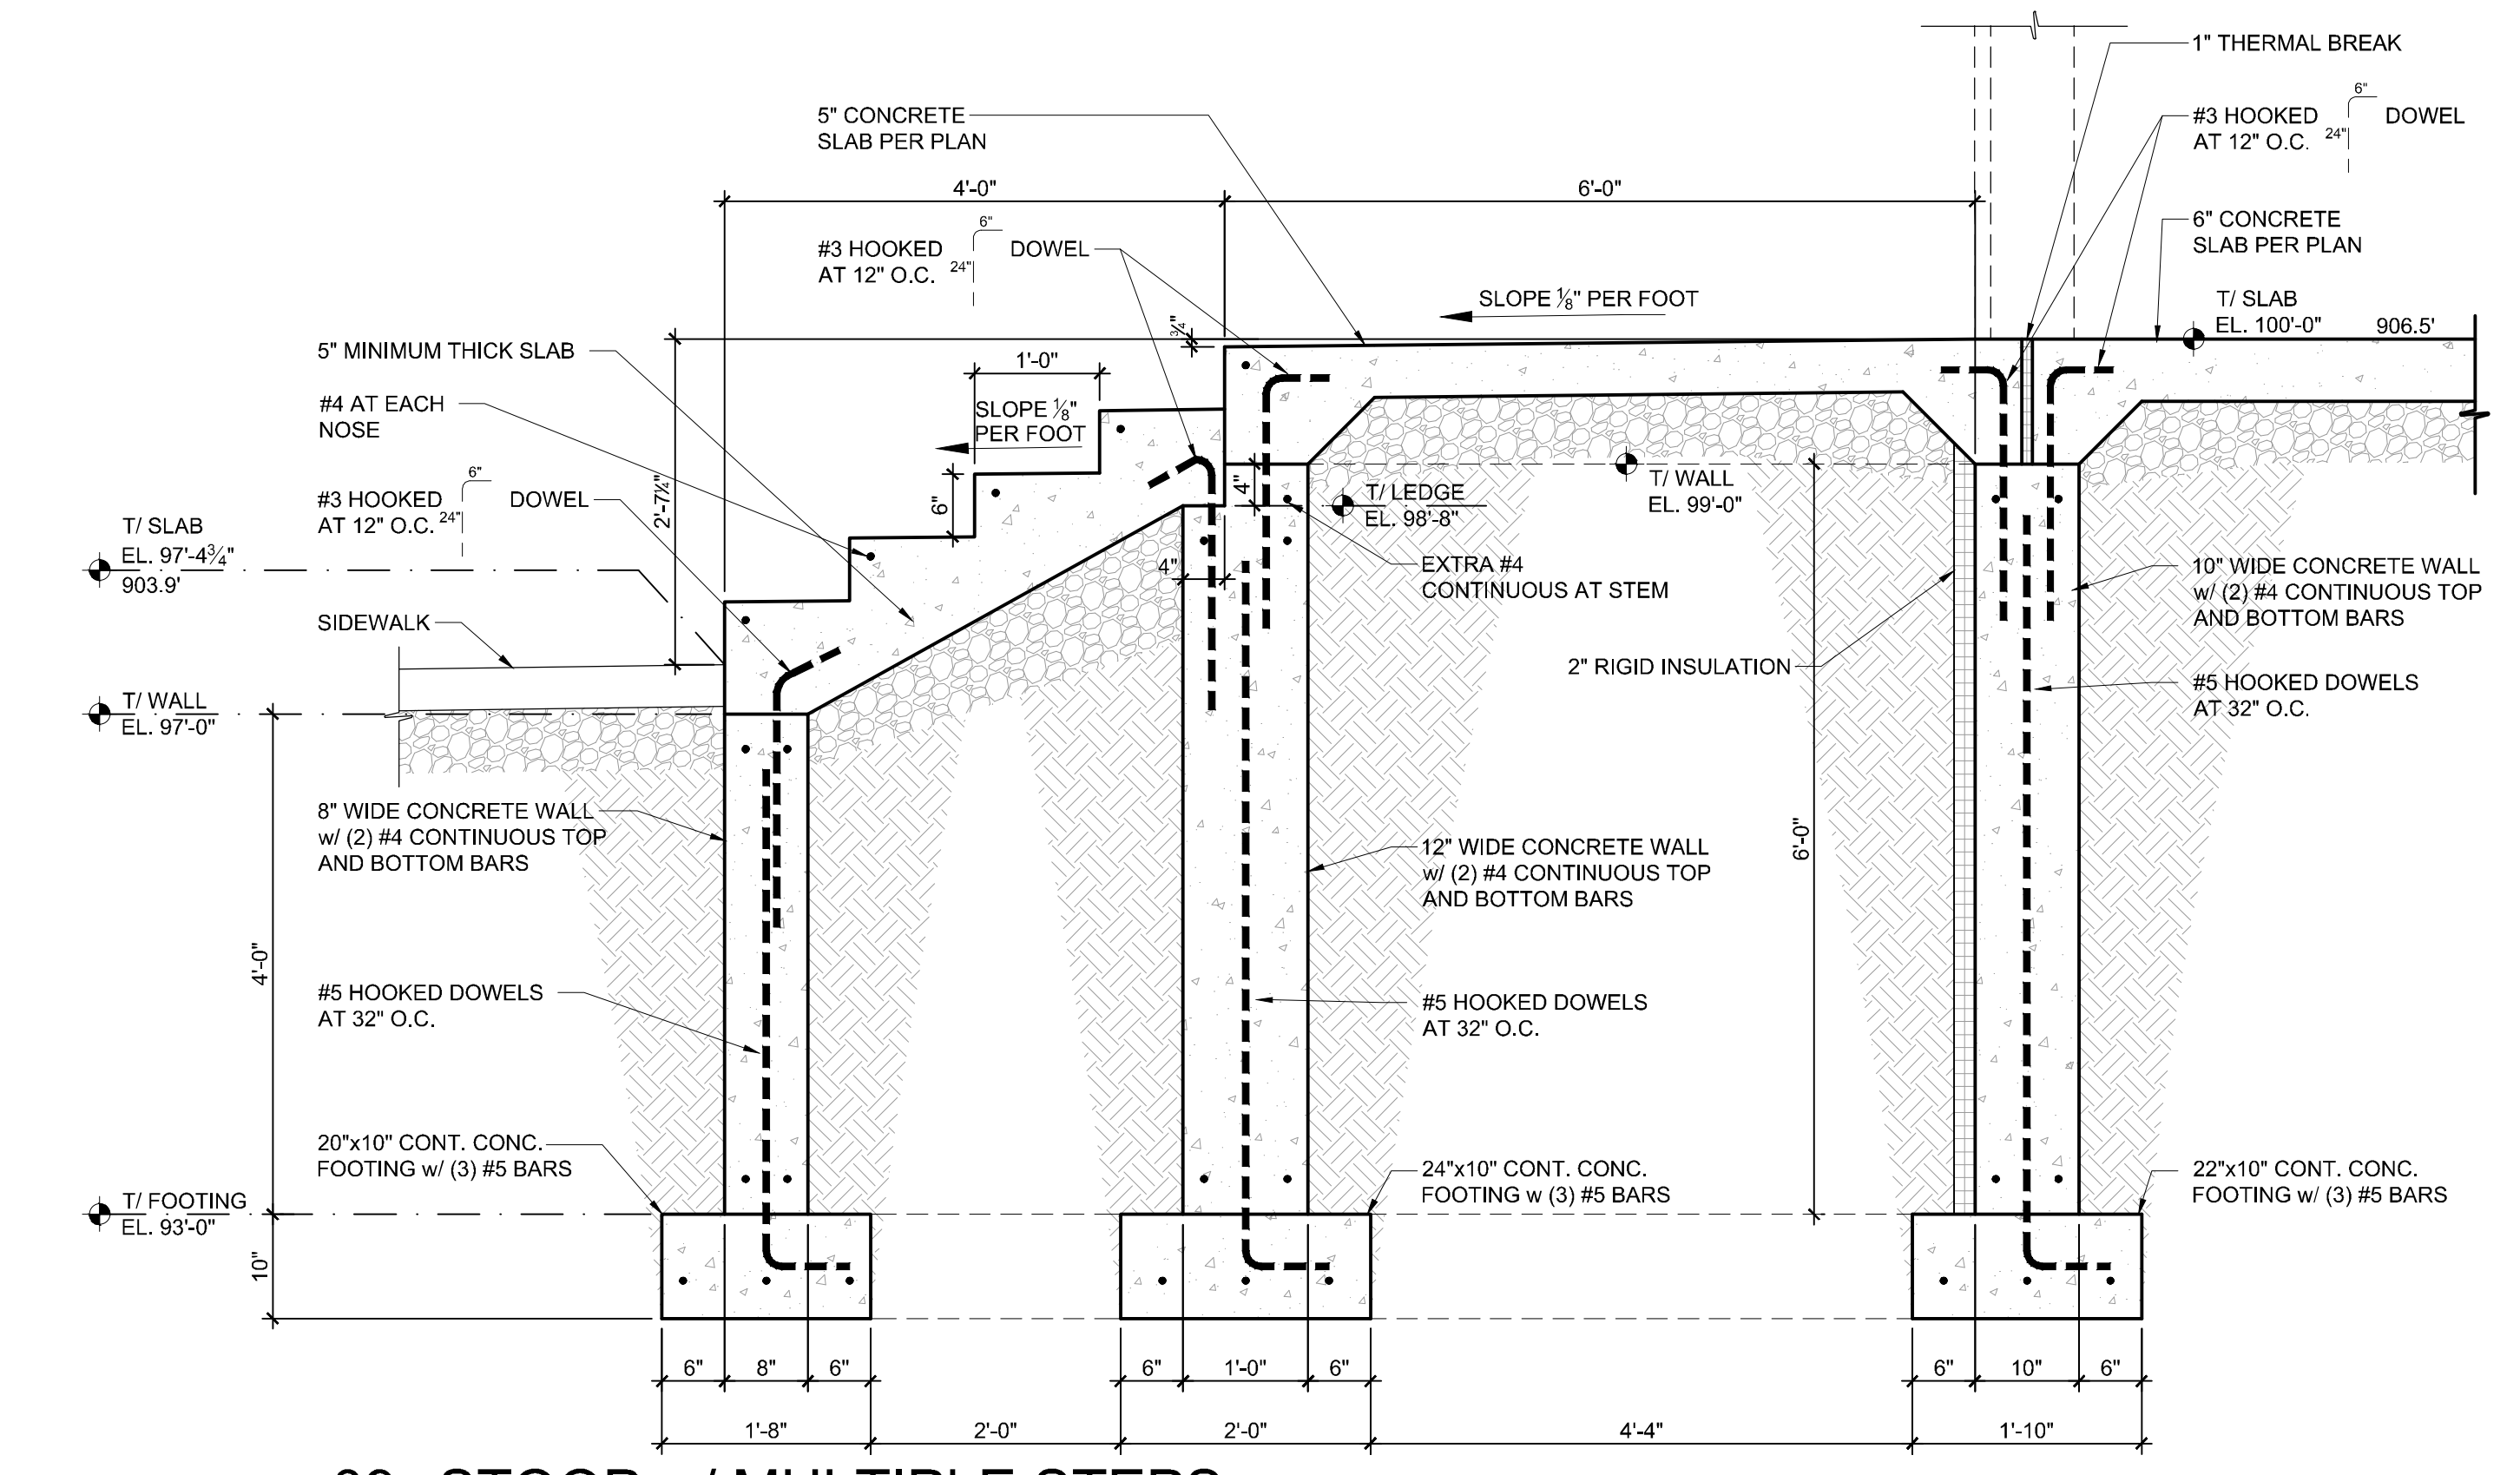 1" THERMAL BREAK
5" CONCRETE
SLAB PER PLAN
#3 HOOKED
AT 12" O.C.
6"
24"
DOWEL
4'-0"
6'-0"
#3 HOOKED
AT 12" O.C.
6"
24"
DOWEL
6" CONCRETE
SLAB PER PLAN
SLOPE ⅛" PER FOOT
T/ SLAB
EL. 100'-0"
906.5'
¾"
5" MINIMUM THICK SLAB
1'-0"
#4 AT EACH
NOSE
SLOPE ⅛"
PER FOOT
#3 HOOKED
AT 12" O.C.
6"
24"
DOWEL
2'-7¼"
6"
4"
T/ LEDGE
EL. 98'-8"
T/ WALL
EL. 99'-0"
T/ SLAB
EL. 97'-4¾"
903.9'
4"
EXTRA #4
CONTINUOUS AT STEM
10" WIDE CONCRETE WALL
w/ (2) #4 CONTINUOUS TOP
AND BOTTOM BARS
SIDEWALK
2" RIGID INSULATION
T/ WALL
EL. 97'-0"
#5 HOOKED DOWELS
AT 32" O.C.
8" WIDE CONCRETE WALL
w/ (2) #4 CONTINUOUS TOP
AND BOTTOM BARS
12" WIDE CONCRETE WALL
w/ (2) #4 CONTINUOUS TOP
AND BOTTOM BARS
6'-0"
4'-0"
#5 HOOKED DOWELS
AT 32" O.C.
#5 HOOKED DOWELS
AT 32" O.C.
20"x10" CONT. CONC.
FOOTING w/ (3) #5 BARS
24"x10" CONT. CONC.
FOOTING w (3) #5 BARS
22"x10" CONT. CONC.
FOOTING w/ (3) #5 BARS
T/ FOOTING
EL. 93'-0"
10"
6" 8" 6"
6" 1'-0" 6"
6" 10" 6"
1'-8" 2'-0" 2'-0" 4'-4" 1'-10"
STOOP w/ MULTIPLE STEPS